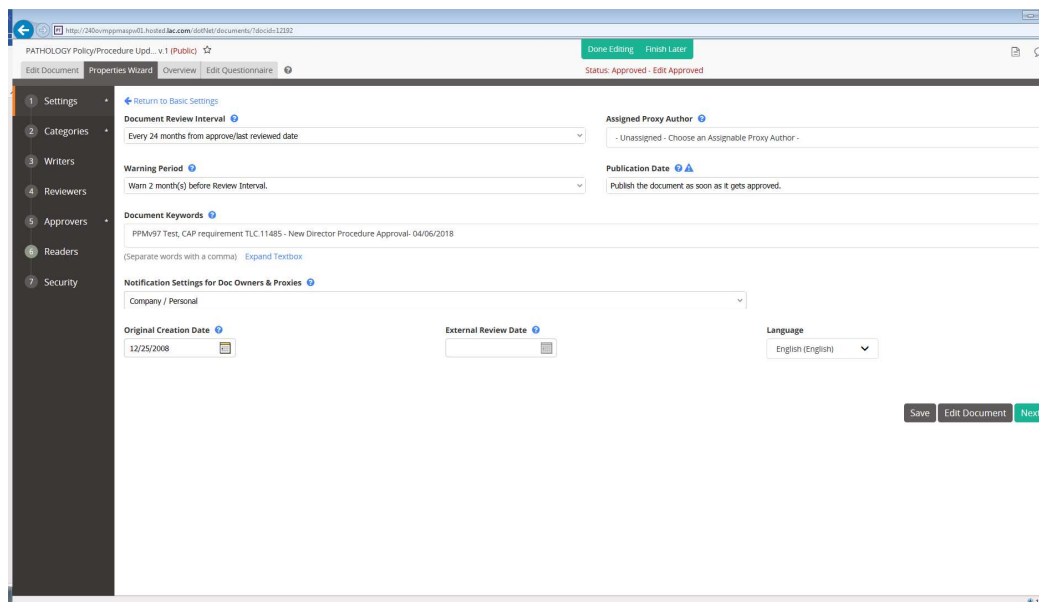 http://240ovmppmaspw01.hosted.lac.com/dotNet/documents/?docid=12192
PATHOLOGY Policy/Procedure Upd... v.1 (Public)
Done Editing Finish Later
Edit Document Properties Wizard Overview Edit Questionnaire
Status: Approved - Edit Approved
1 Settings *
2 Categories *
3 Writers
4 Reviewers
5 Approvers *
6 Readers
7 Security
Return to Basic Settings
Document Review Interval
Assigned Proxy Author
Every 24 months from approve/last reviewed date
- Unassigned - Choose an Assignable Proxy Author -
Warning Period
Publication Date
Warn 2 month(s) before Review Interval.
Publish the document as soon as it gets approved.
Document Keywords
PPMv97 Test, CAP requirement TLC.11485 - New Director Procedure Approval- 04/06/2018
(Separate words with a comma) Expand Textbox
Notification Settings for Doc Owners & Proxies
Company / Personal
Original Creation Date
External Review Date
Language
12/25/2008
English (English)
Save Edit Document Next